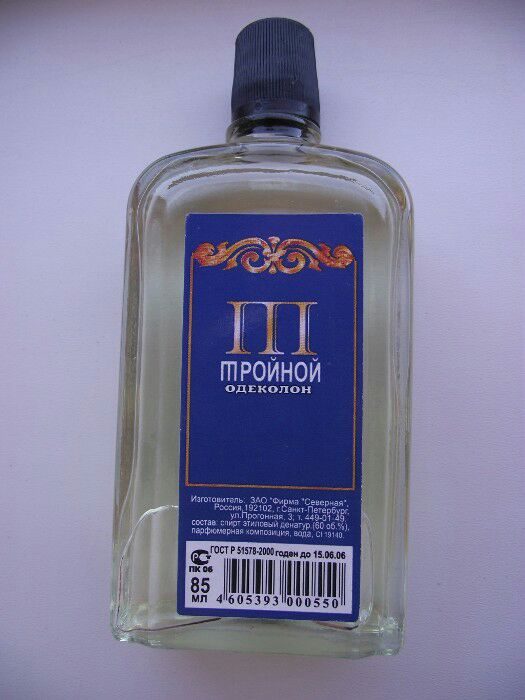 Ш
ТРОЙНОЙ
ОДЕКОЛОН
Изготовитель: ЗАО "Фирма "Северная",
Россия,192102, г.Санкт-Петербург,
ул.Прогонная, 3; т. 449-01-49,
состав: спирт этиловый денатур.(60 об.%),
парфюмерная композиция, вода, CI 19140.
ГОСТ Р 51578-2000 годен до 15.06.06
ПК 06
85
МЛ
4 605393 000550